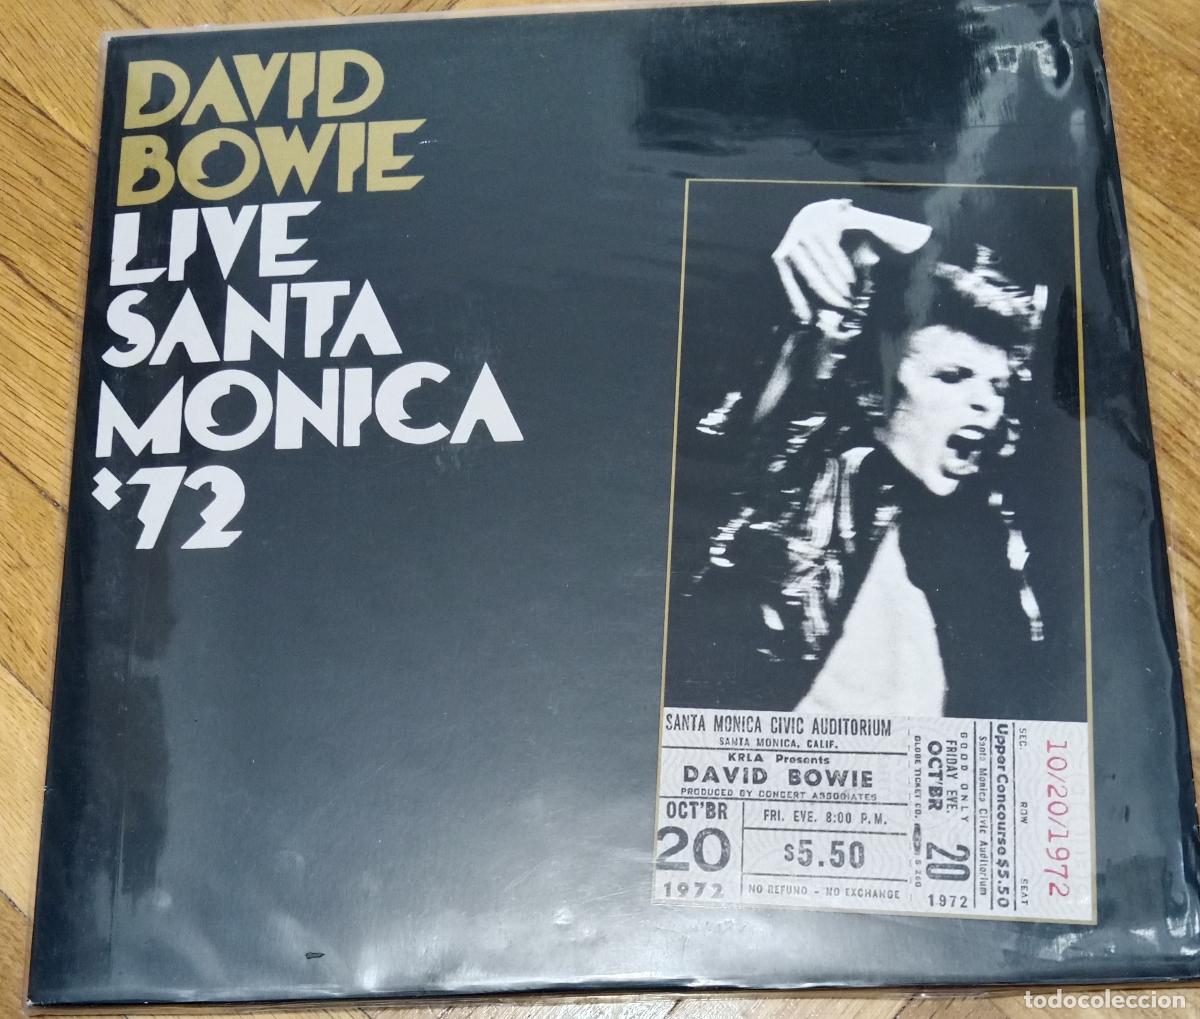 DAVID
BOWIE
LIVE
SANTA
MONICA
'72
SANTA MONICA CIVIC AUDITORIUM
SANTA MONICA, CALIF.
KRLA Presents
DAVID BOWIE
PRODUCED BY CONCERT ASSOCIATES
OCT'BR
20
1972
FRI. EVE. 8:00 P.M.
$5.50
NO REFUND - NO EXCHANGE
GLOBE TICKET CO.
OCT'BR 20
1972
FRIDAY EVE.
GOOD ONLY
Santa Monica Civic Auditorium
Upper Concourse $5.50
SEC. ROW SEAT
10/20/1972
todocoleccion